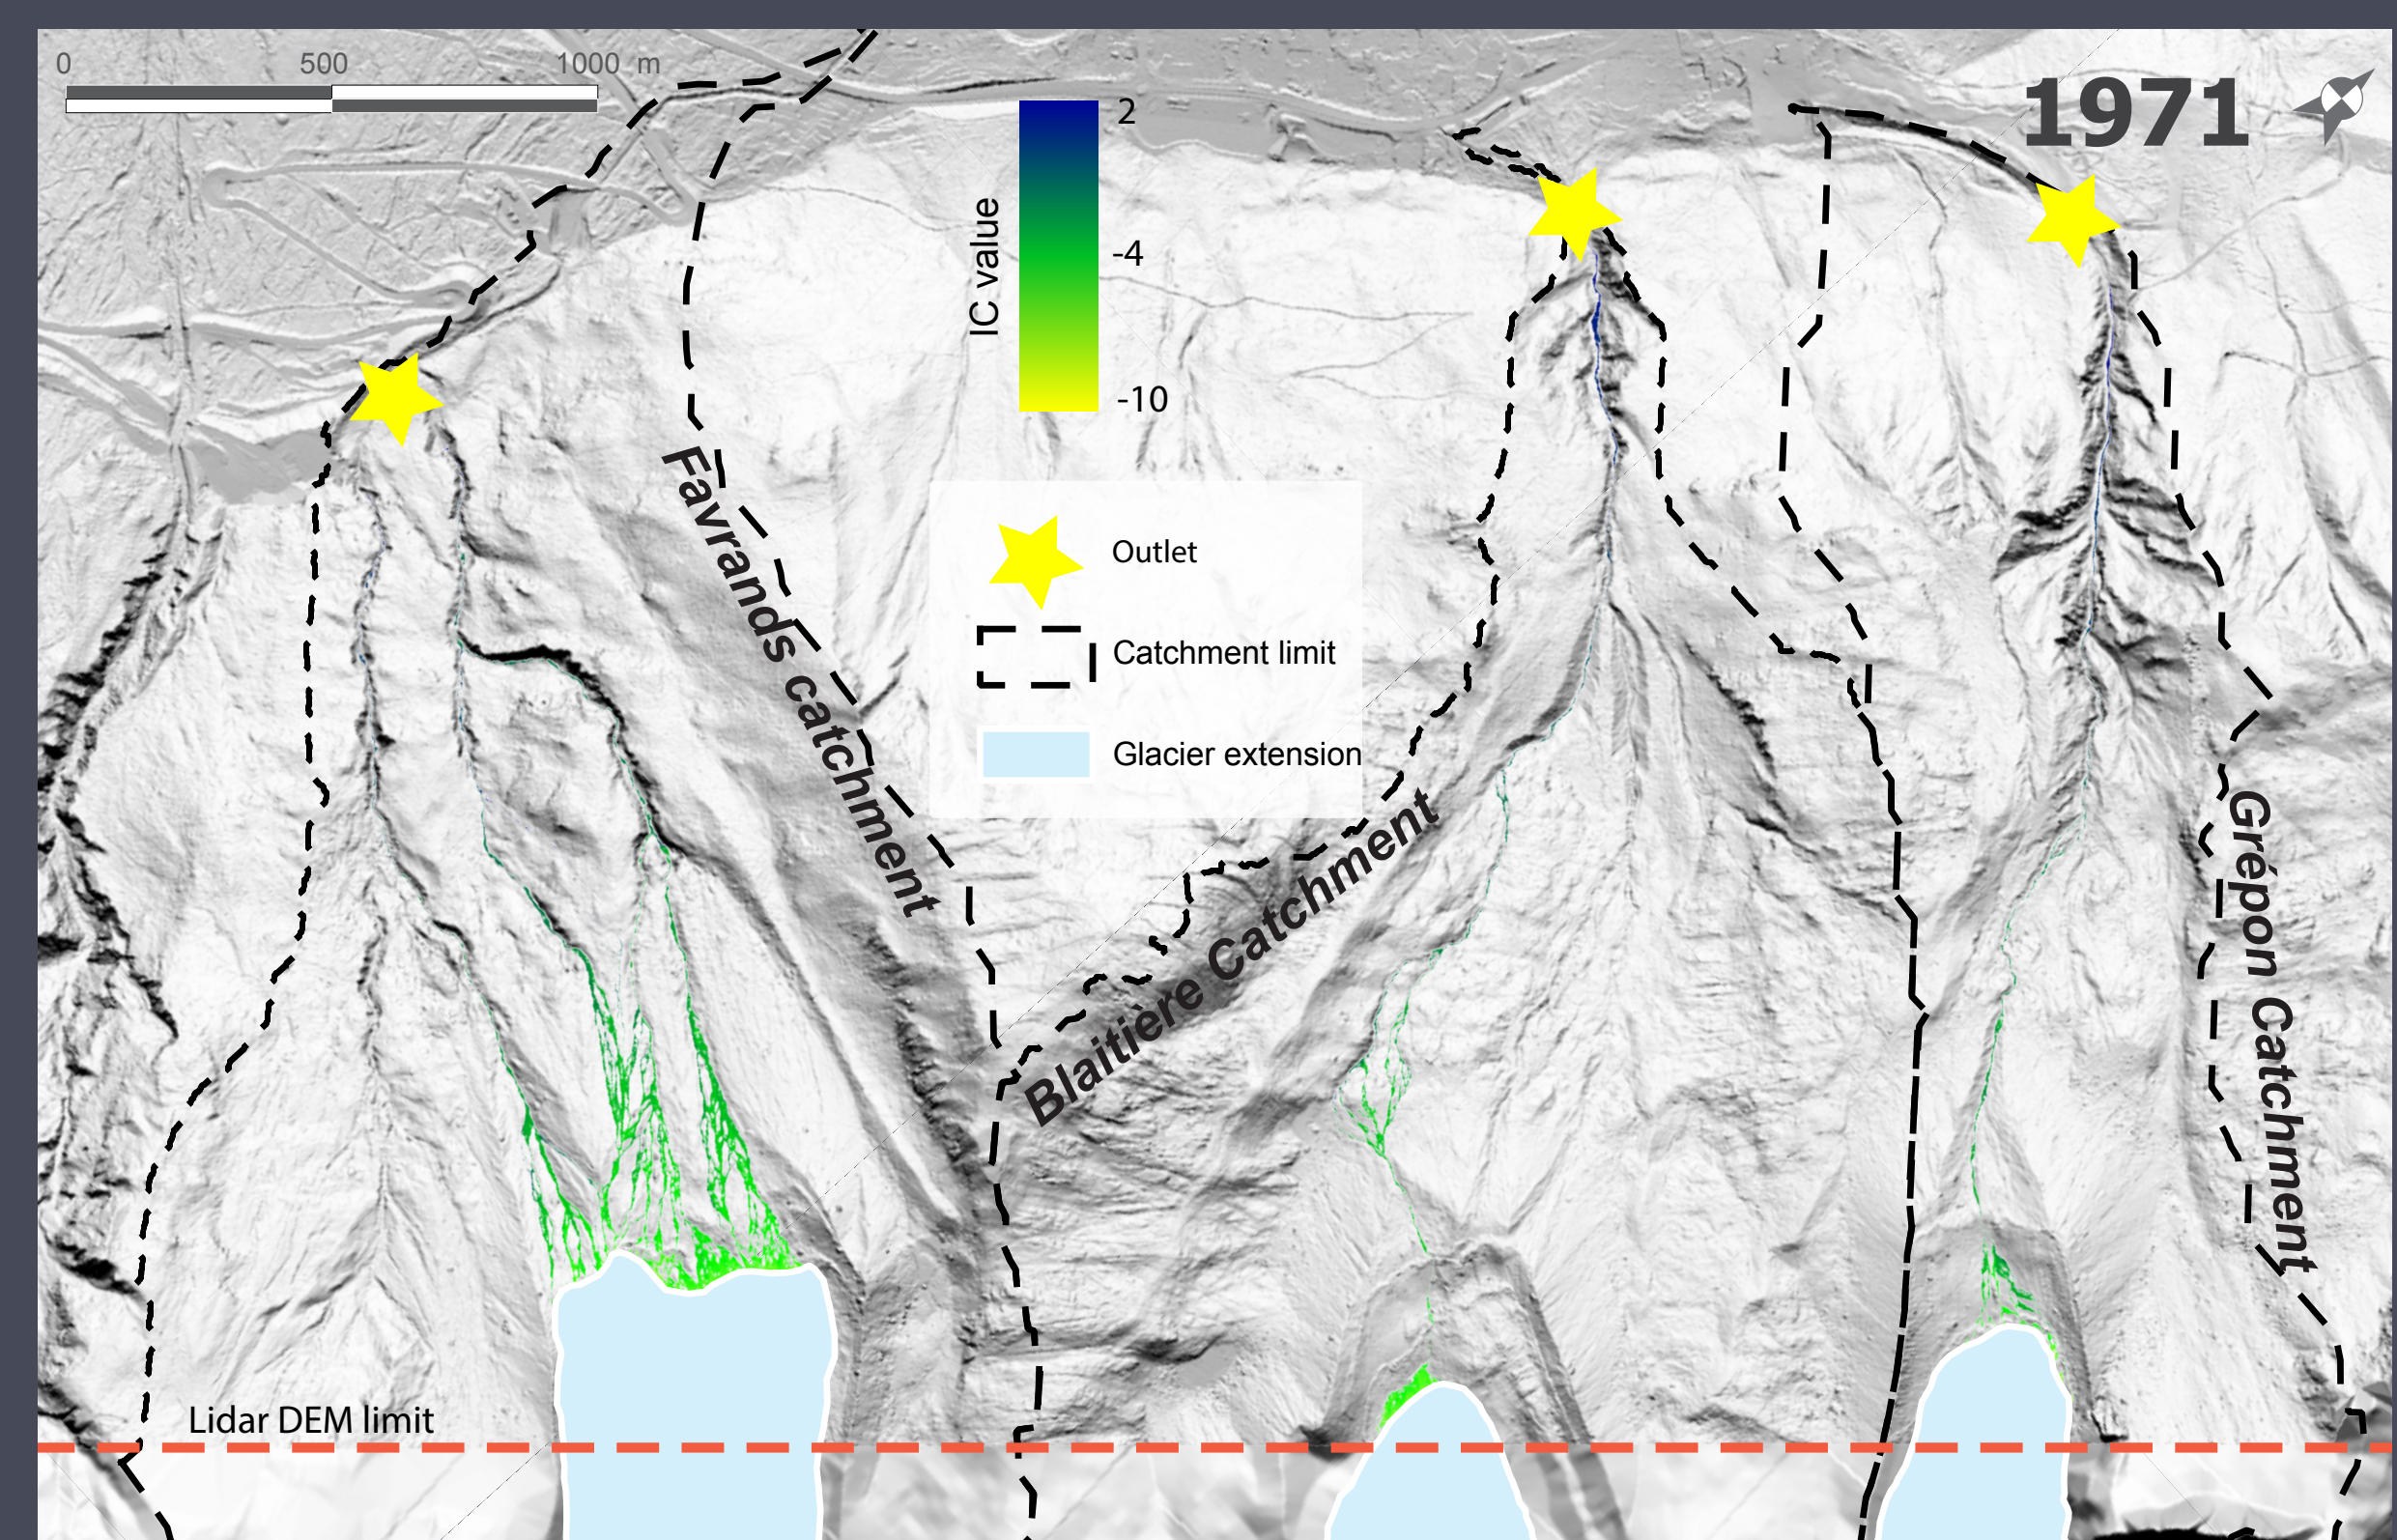 0 500 1000 m
1971
2
-4
-10
IC value
Outlet
Catchment limit
Glacier extension
Favrands catchment
Blaitière Catchment
Grépon Catchment
Lidar DEM limit